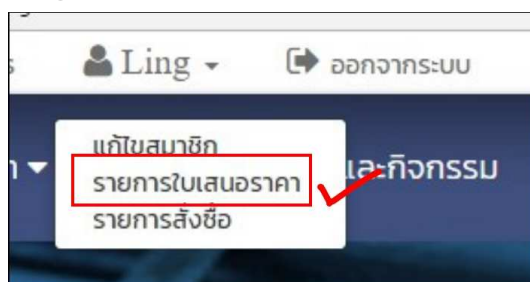 Ling ออกจากระบบ
แก้ไขสมาชิก
รายการใบเสนอราคา
และกิจกรรม
รายการสั่งซื้อ